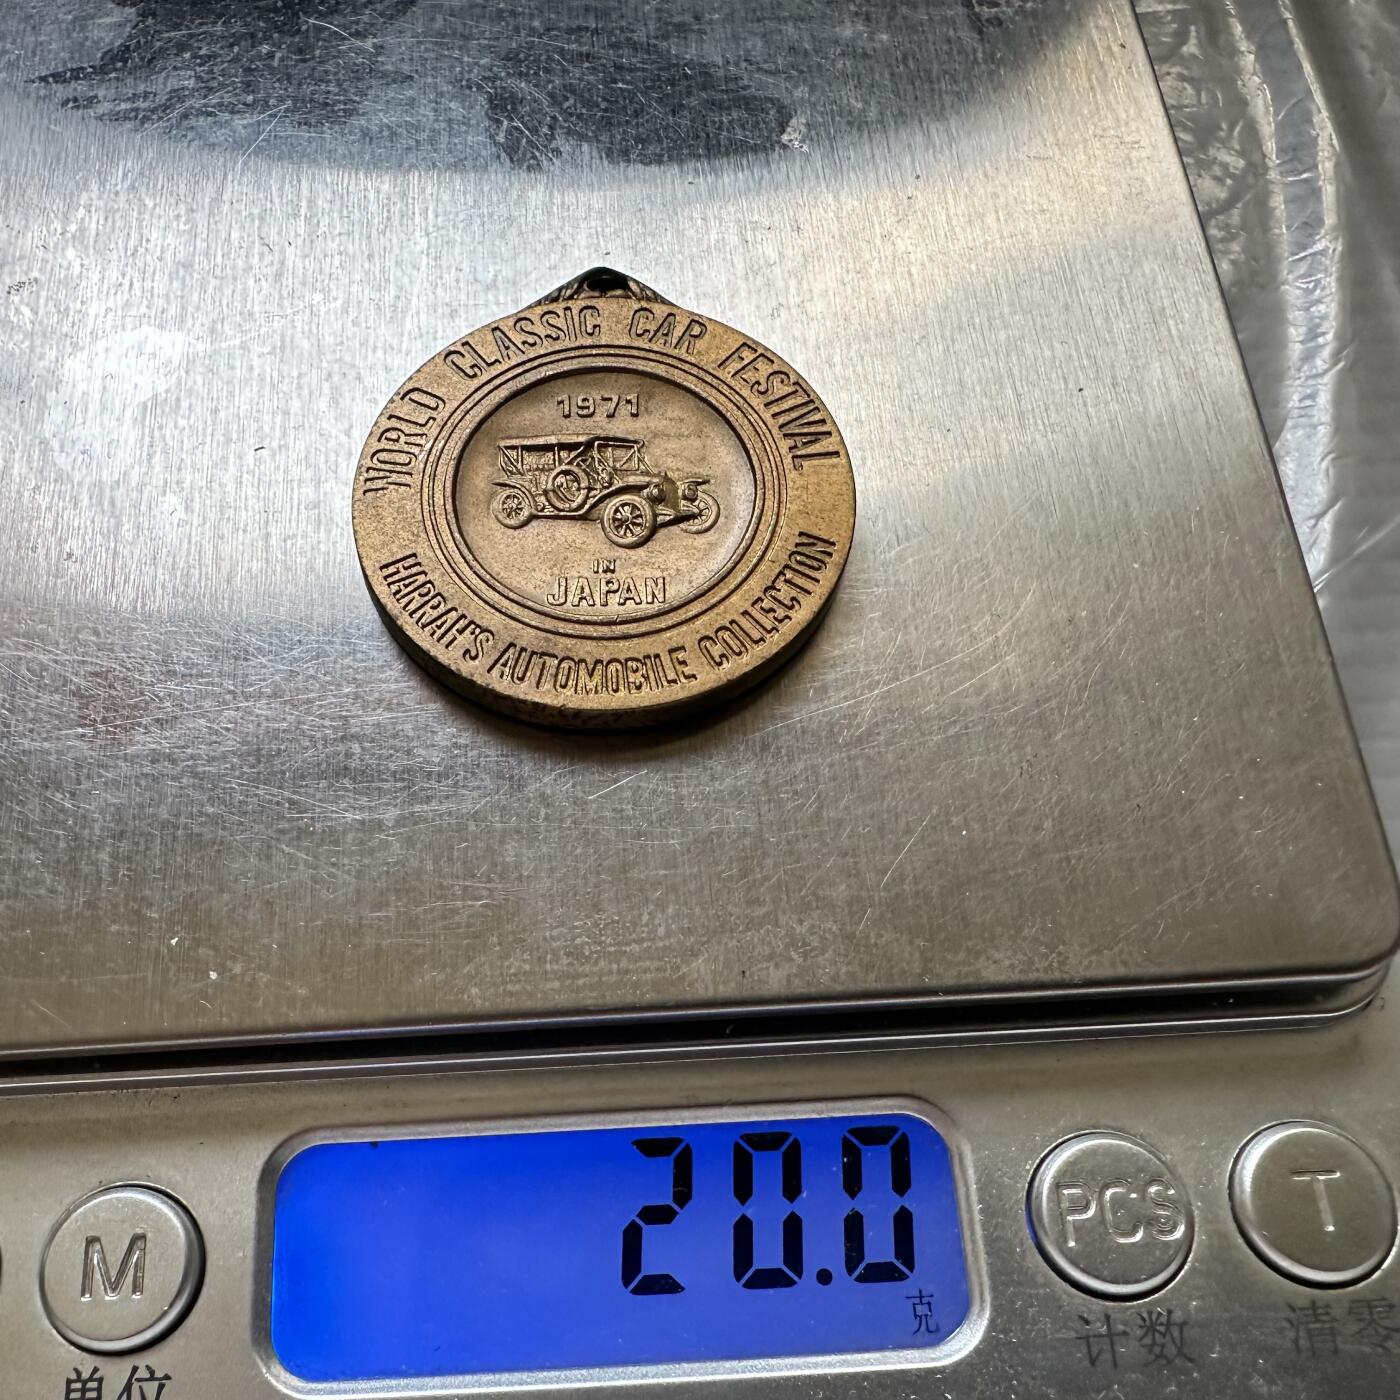 WORLD CLASSIC CAR FESTIVAL
1971
IN
JAPAN
HARRAH'S AUTOMOBILE COLLECTION
20.0
克
M
PCS
T
单位
计数
清零